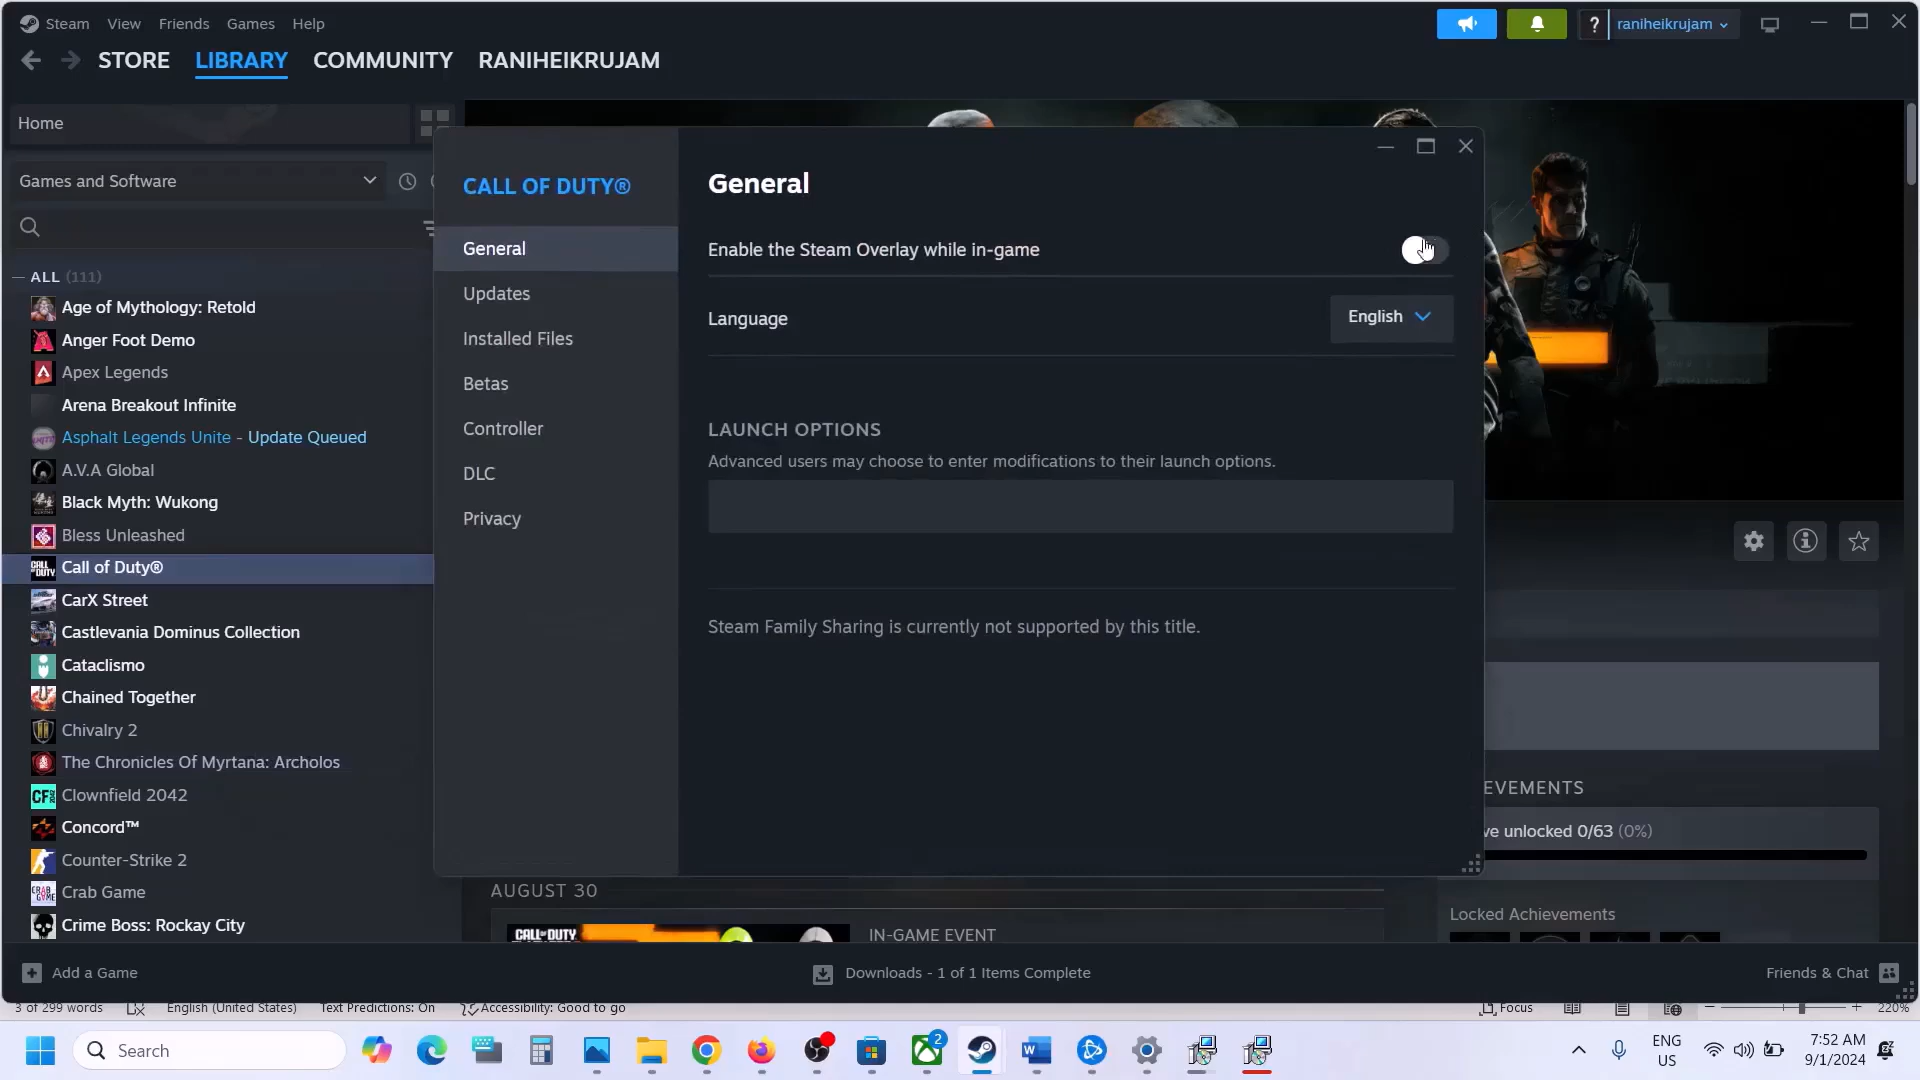 Steam View Friends Games Help
? raniheikrujam
STORE LIBRARY COMMUNITY RANIHEIKRUJAM
Home
Games and Software
ALL (111)
Age of Mythology: Retold
Anger Foot Demo
Apex Legends
Arena Breakout Infinite
Asphalt Legends Unite - Update Queued
A.V.A Global
Black Myth: Wukong
Bless Unleashed
Call of Duty®
CarX Street
Castlevania Dominus Collection
Cataclismo
Chained Together
Chivalry 2
The Chronicles Of Myrtana: Archolos
Clownfield 2042
Concord™
Counter-Strike 2
Crab Game
Crime Boss: Rockay City
CALL OF DUTY®
General
Updates
Installed Files
Betas
Controller
DLC
Privacy
General
Enable the Steam Overlay while in-game
Language English
LAUNCH OPTIONS
Advanced users may choose to enter modifications to their launch options.
Steam Family Sharing is currently not supported by this title.
EVEMENTS
ve unlocked 0/63 (0%)
Locked Achievements
AUGUST 30
CALL OF DUTY
IN-GAME EVENT
Add a Game
Downloads - 1 of 1 Items Complete
Friends & Chat
3 of 299 words English (United States) Text Predictions: On Accessibility: Good to go
Focus 220%
Search
2
ENG
US
7:52 AM
9/1/2024